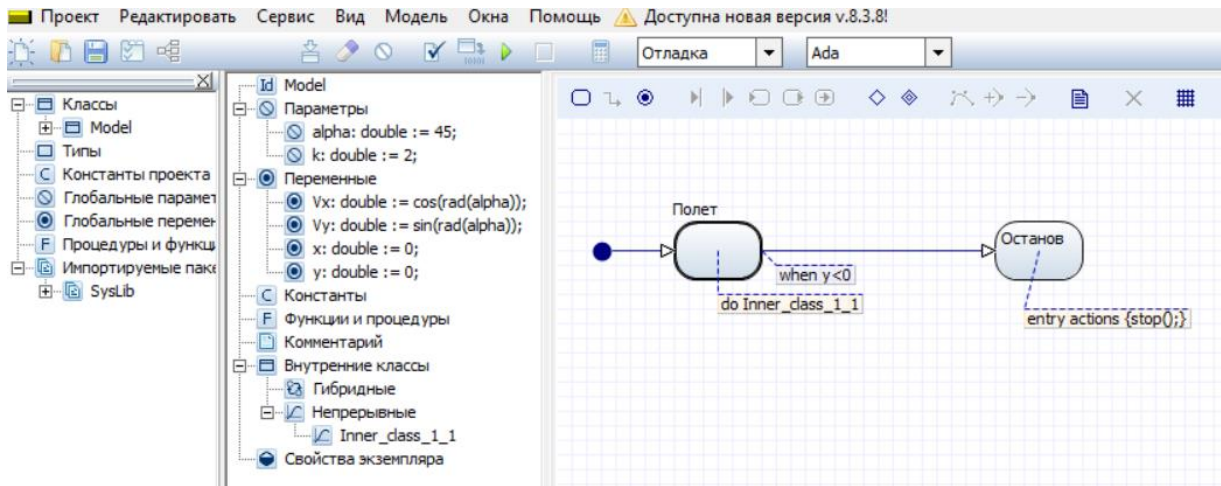 Проект Редактировать Сервис Вид Модель Окна Помощь Доступна новая версия v.8.3.8!
Отладка Ada
Классы
Model
Типы
Константы проекта
Глобальные парамет
Глобальные перемен
Процедуры и функци
Импортируемые паке
SysLib
Id Model
Параметры
alpha: double := 45;
k: double := 2;
Переменные
Vx: double := cos(rad(alpha));
Vy: double := sin(rad(alpha));
x: double := 0;
y: double := 0;
C Константы
F Функции и процедуры
Комментарий
Внутренние классы
Гибридные
Непрерывные
Inner_class_1_1
Свойства экземпляра
Полет
when y<0
do Inner_class_1_1
Останов
entry actions {stop();}